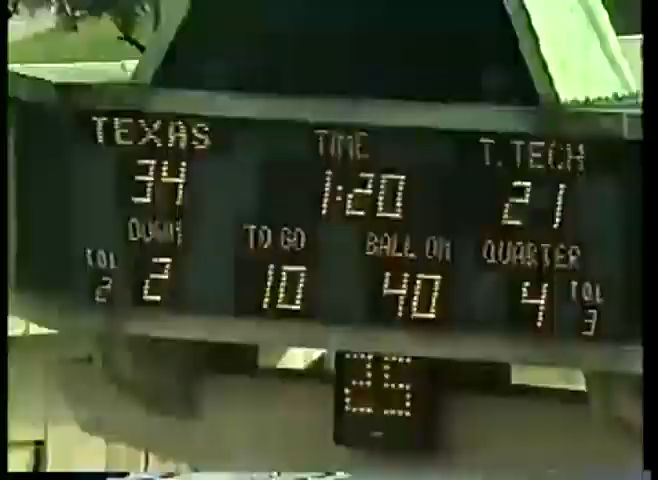 TEXAS TIME T. TECH
34 1:20 21
DOWN TO GO BALL ON QUARTER
TOL 2 10 40 4 TOL
2 3
25